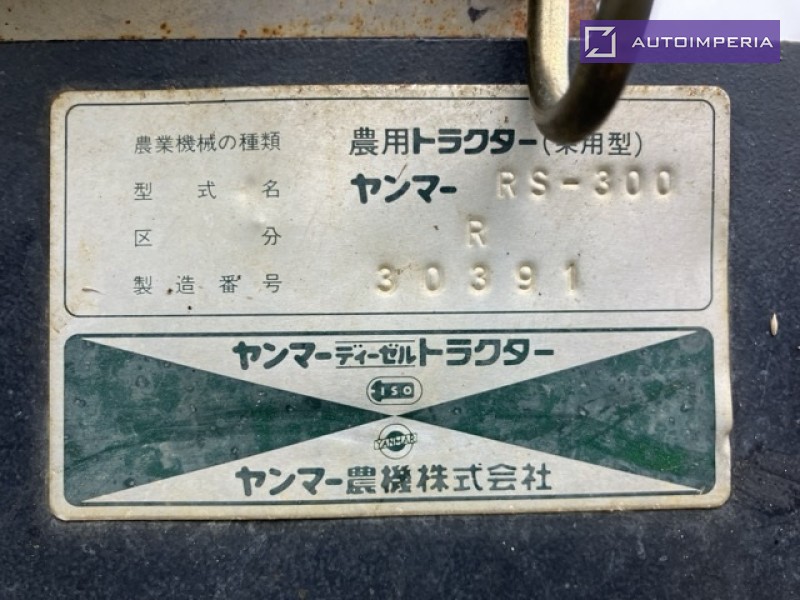 AUTOIMPERIA
農業機械の種類 農用トラクター(乗用型)
型式名 ヤンマー RS-300
区分 R
製造番号 30391
ヤンマーディーゼルトラクター
ISO
YANMAR
ヤンマー農機株式会社